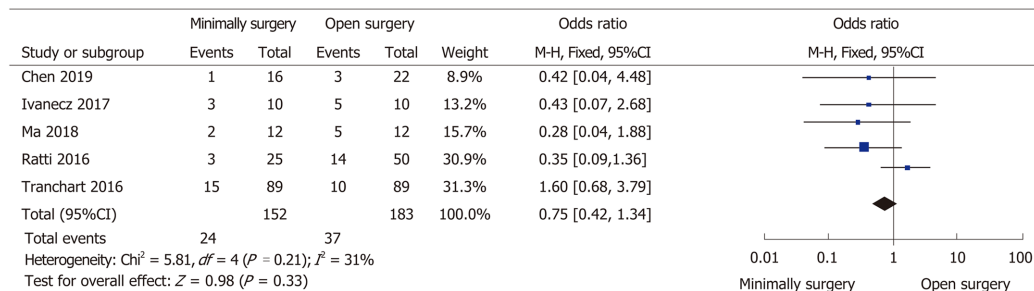 Minimally surgery Open surgery Odds ratio Odds ratio
Study or subgroup Events Total Events Total Weight M-H, Fixed, 95%CI M-H, Fixed, 95%CI
Chen 2019 1 16 3 22 8.9% 0.42 [0.04, 4.48]
Ivanecz 2017 3 10 5 10 13.2% 0.43 [0.07, 2.68]
Ma 2018 2 12 5 12 15.7% 0.28 [0.04, 1.88]
Ratti 2016 3 25 14 50 30.9% 0.35 [0.09,1.36]
Tranchart 2016 15 89 10 89 31.3% 1.60 [0.68, 3.79]
Total (95%CI) 152 183 100.0% 0.75 [0.42, 1.34]
Total events 24 37
Heterogeneity: Chi² = 5.81, df = 4 (P = 0.21); I² = 31%
Test for overall effect: Z = 0.98 (P = 0.33)
0.01 0.1 1 10 100
Minimally surgery Open surgery